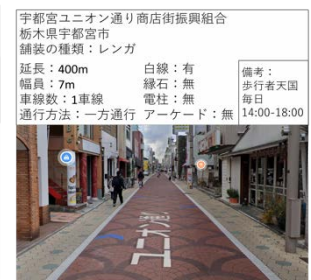 宇都宮ユニオン通り商店街振興組合
栃木県宇都宮市
舗装の種類：レンガ
延長：400m
幅員：7m
車線数：1車線
通行方法：一方通行
白線：有
縁石：無
電柱：無
アーケード：無
備考：
歩行者天国
毎日
14:00-18:00
ユニオン通